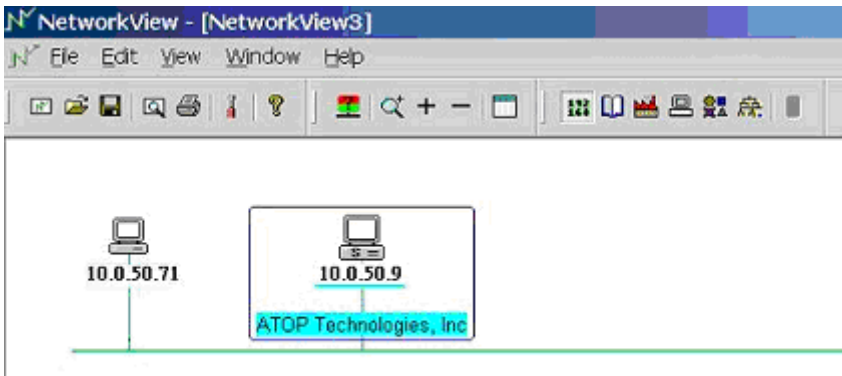 NetworkView - [NetworkView3]
File Edit View Window Help
10.0.50.71
10.0.50.9
ATOP Technologies, Inc